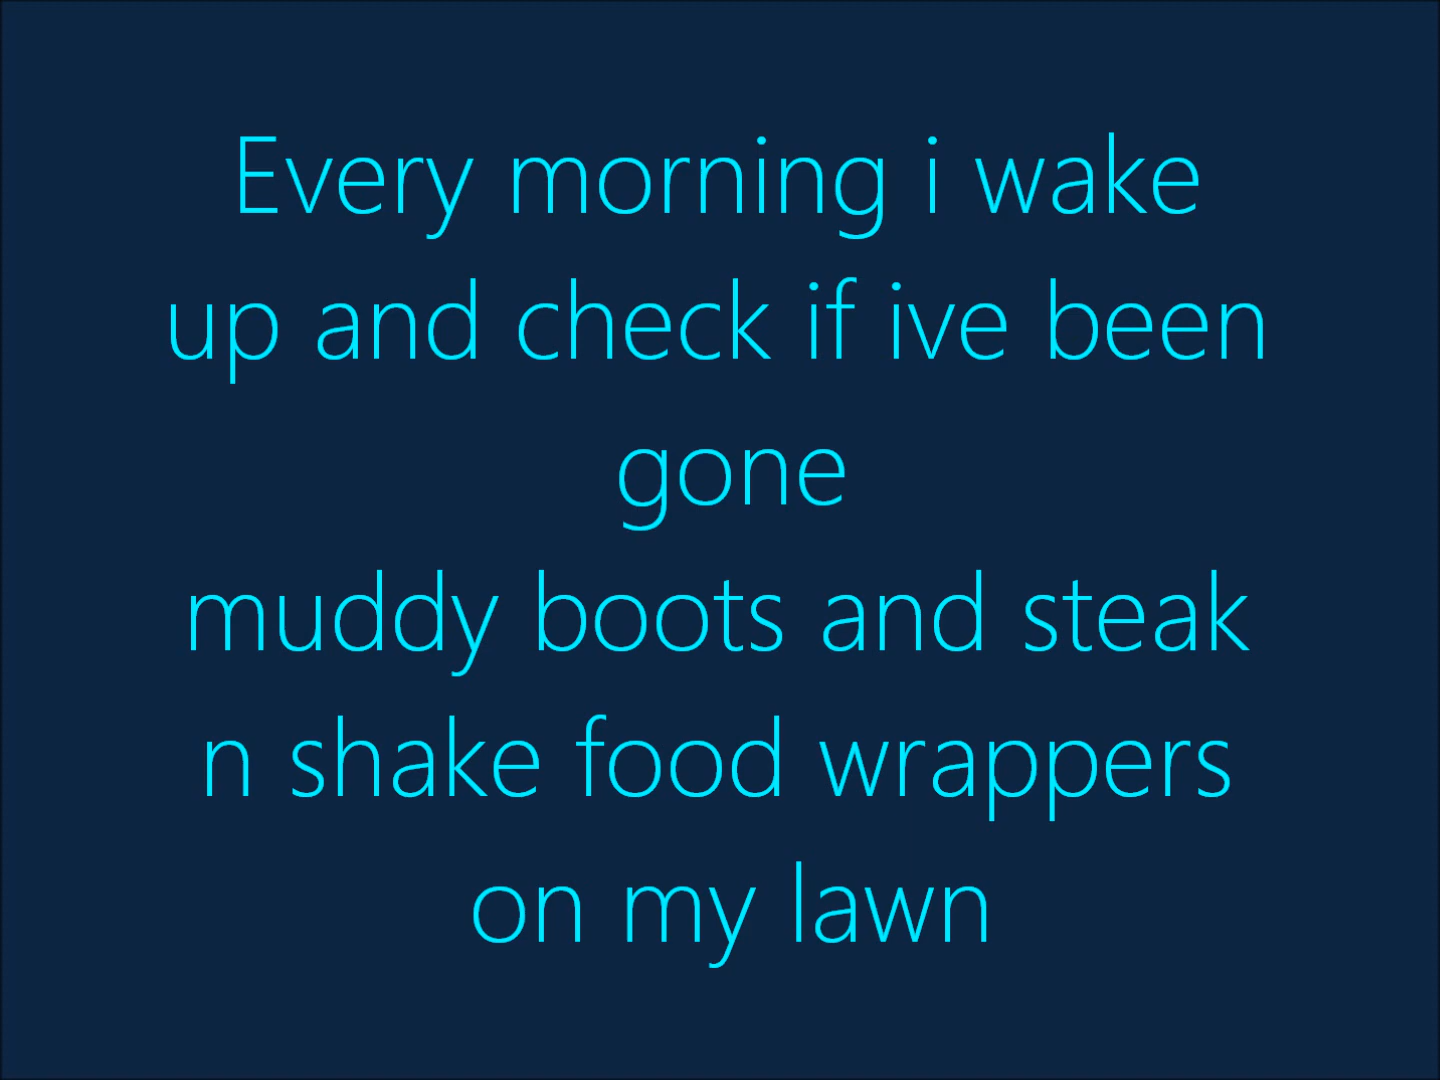 Every morning i wake
up and check if ive been
gone
muddy boots and steak
n shake food wrappers
on my lawn